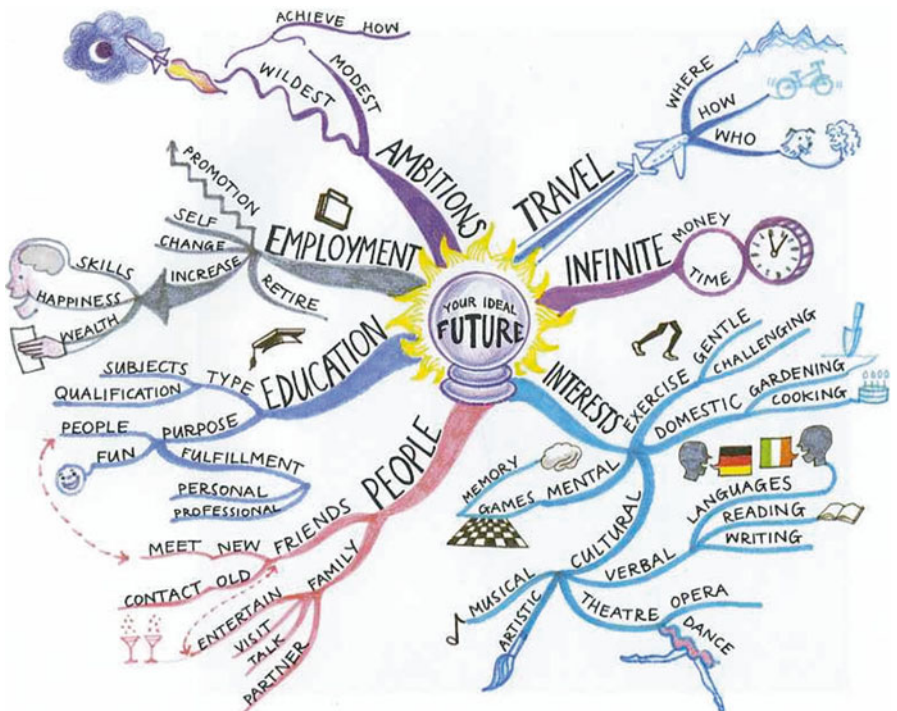 YOUR IDEAL
FUTURE
AMBITIONS
MODEST
WILDEST
ACHIEVE HOW
TRAVEL
WHERE
HOW
WHO
INFINITE
MONEY
TIME
INTERESTS
EXERCISE
GENTLE
CHALLENGING
DOMESTIC
GARDENING
COOKING
MENTAL
GAMES
MEMORY
CULTURAL
VERBAL
LANGUAGES
READING
WRITING
THEATRE
OPERA
DANCE
ARTISTIC
MUSICAL
PEOPLE
FRIENDS
NEW
MEET
OLD
CONTACT
FAMILY
ENTERTAIN
VISIT
TALK
PARTNER
EDUCATION
TYPE
SUBJECTS
QUALIFICATION
PURPOSE
PEOPLE
FUN
FULFILLMENT
PERSONAL
PROFESSIONAL
EMPLOYMENT
PROMOTION
SELF
CHANGE
INCREASE
SKILLS
HAPPINESS
WEALTH
RETIRE